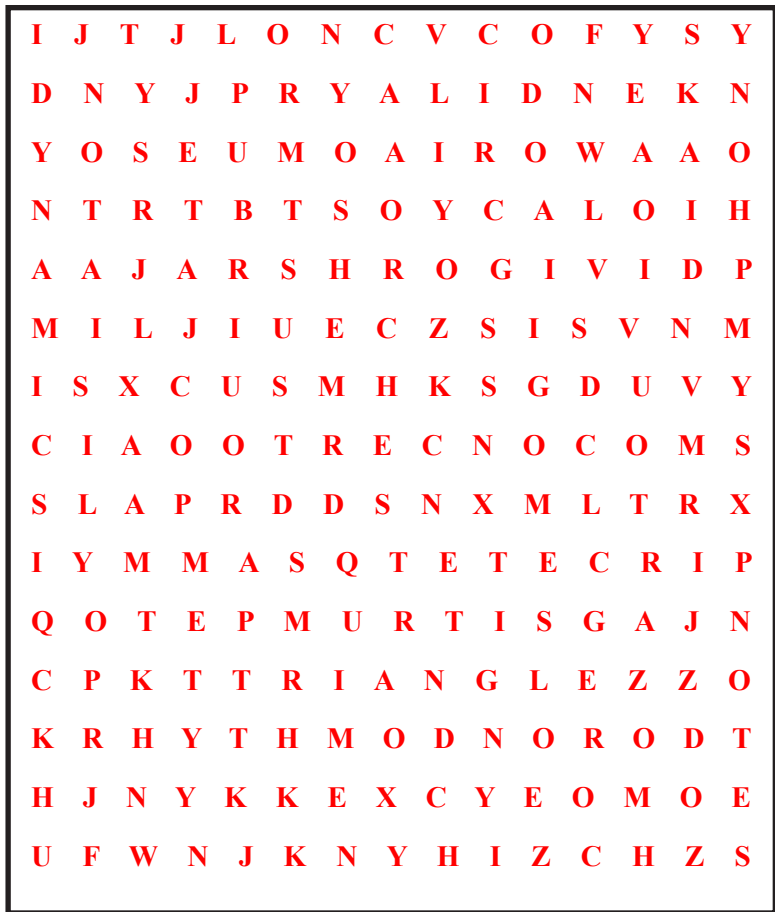 I J T J L O N C V C O F Y S Y
D N Y J P R Y A L I D N E K N
Y O S E U M O A I R O W A A O
N T R T B T S O Y C A L O I H
A A J A R S H R O G I V I D P
M I L J I U E C Z S I S V N M
I S X C U S M H K S G D U V Y
C I A O O T R E C N O C O M S
S L A P R D D S N X M L T R X
I Y M M A S Q T E T E C R I P
Q O T E P M U R T I S G A J N
C P K T T R I A N G L E Z Z O
K R H Y T H M O D N O R O D T
H J N Y K K E X C Y E O M O E
U F W N J K N Y H I Z C H Z S